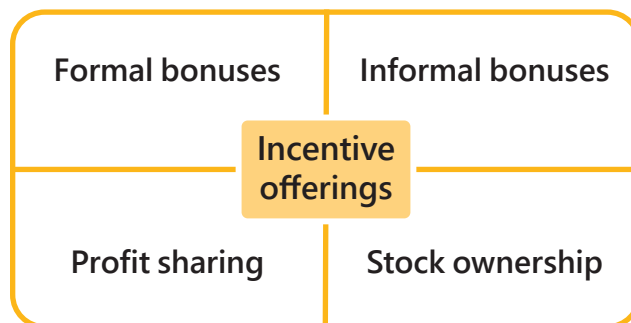 Formal bonuses
Informal bonuses
Incentive
offerings
Profit sharing
Stock ownership